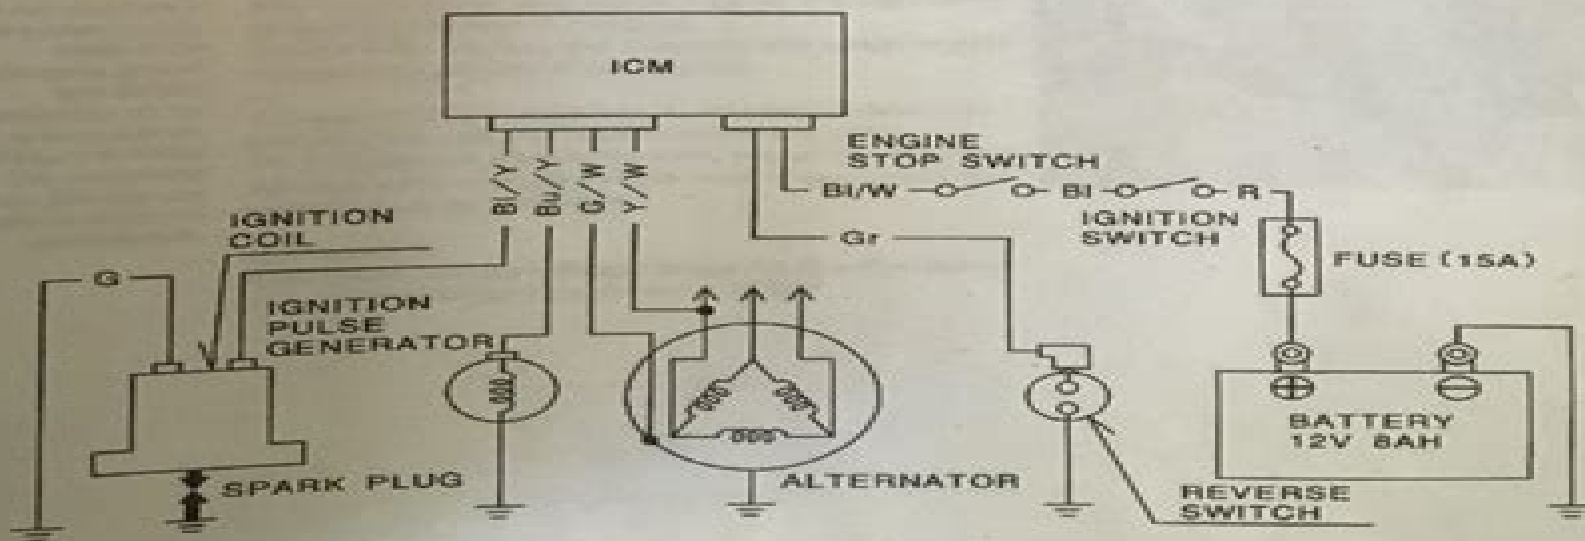 ICM
ENGINE
STOP SWITCH
Bl/Y
Bu/Y
G/W
Y/W
Bl/W
Bl
R
IGNITION
SWITCH
IGNITION
COIL
Gr
G
FUSE (15A)
IGNITION
PULSE
GENERATOR
BATTERY
12V 8AH
SPARK PLUG
ALTERNATOR
REVERSE
SWITCH